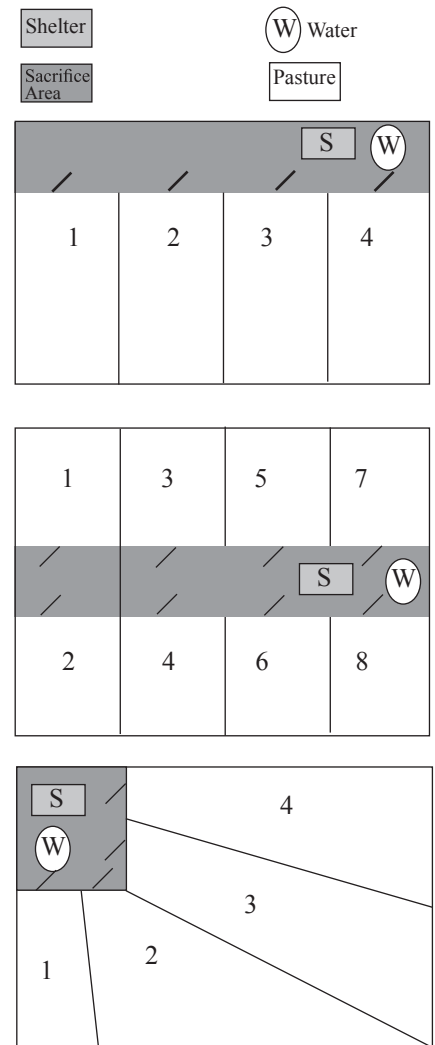 Shelter
W Water
Sacrifice
Area
Pasture
S W
1 2 3 4
1 3 5 7
S W
2 4 6 8
S
4
W
3
2
1